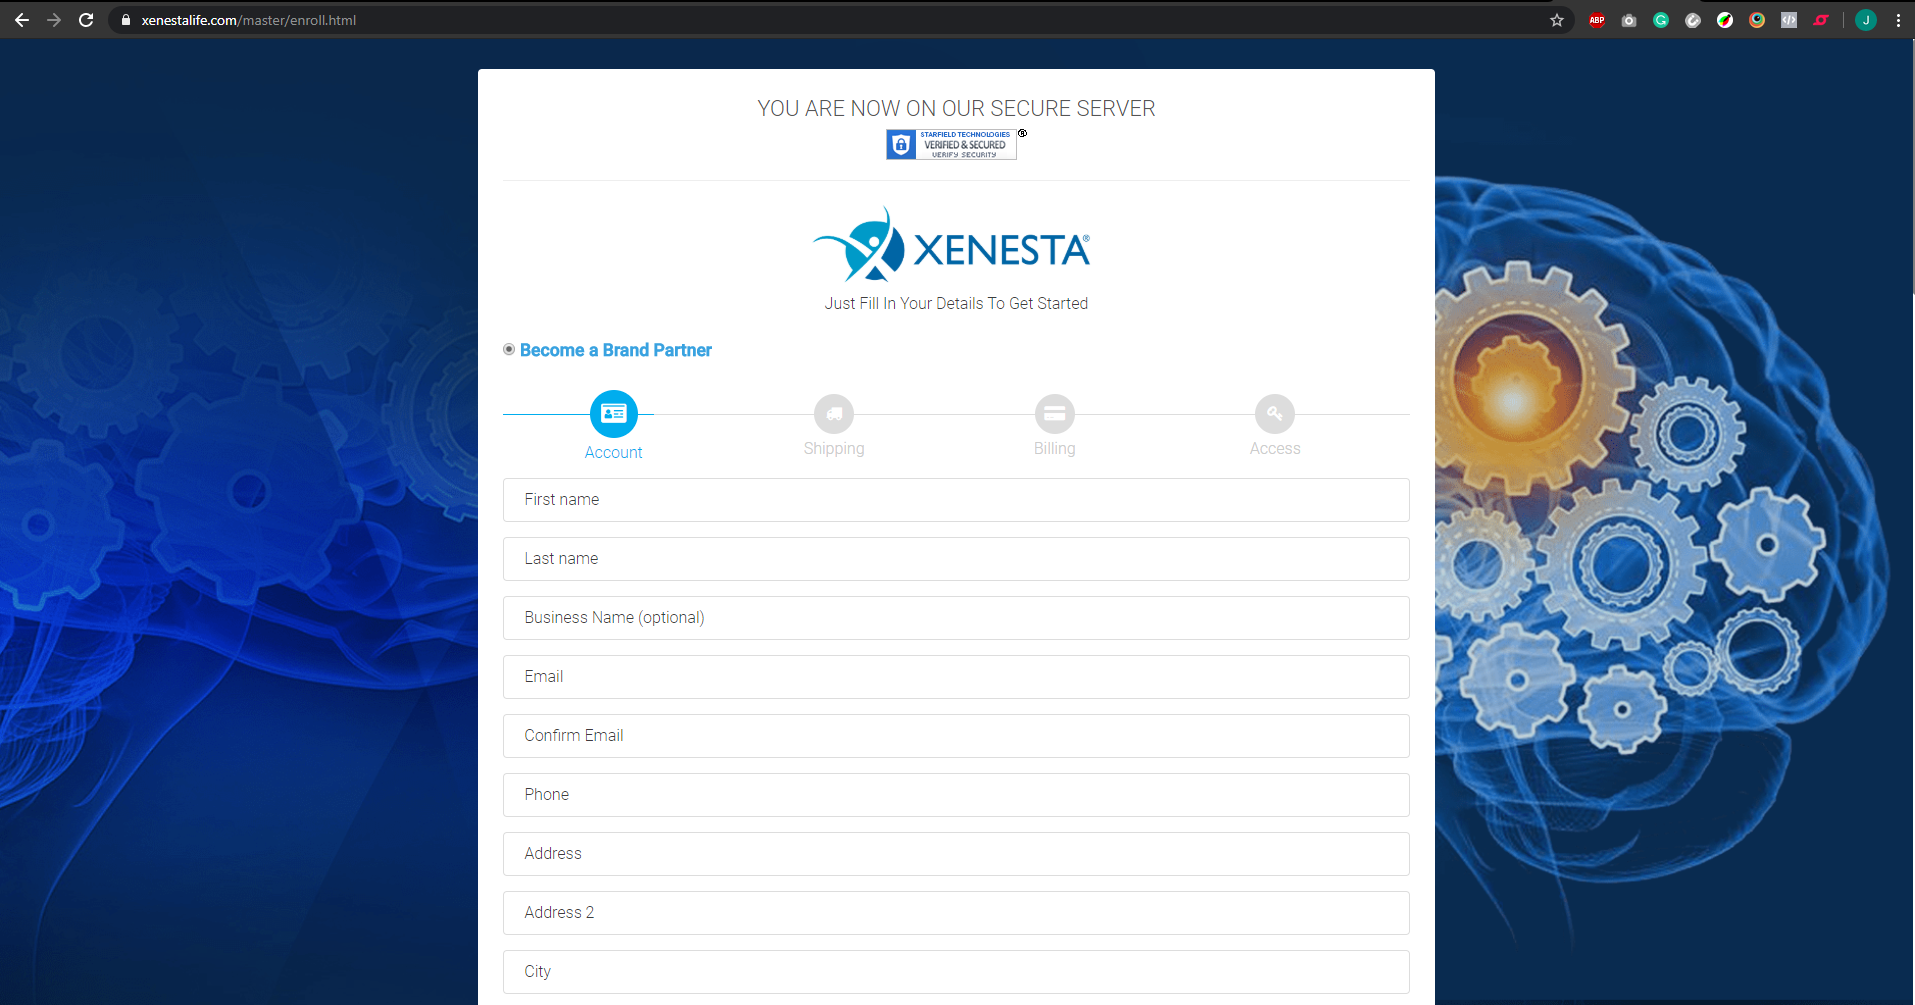 xenestalife.com/master/enroll.html
ABP
J
YOU ARE NOW ON OUR SECURE SERVER
STARFIELD TECHNOLOGIES
VERIFIED & SECURED
VERIFY SECURITY
®
XENESTA®
Just Fill In Your Details To Get Started
Become a Brand Partner
Account
Shipping
Billing
Access
First name
Last name
Business Name (optional)
Email
Confirm Email
Phone
Address
Address 2
City